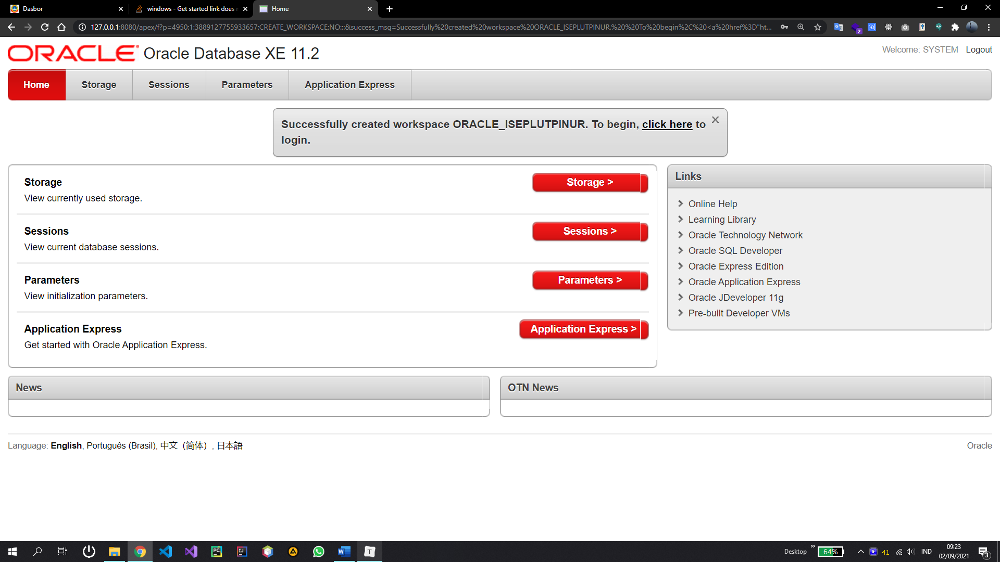 Dasbor
windows - Get started link does
Home
127.0.0.1:8080/apex/f?p=4950:1:3889127755933657:CREATE_WORKSPACE:NO:::&success_msg=Successfully%20created%20workspace%20ORACLE_ISEPLUTPINUR.%20%20To%20begin%2C%20<a%20href%3D"ht...
2
ORACLE Oracle Database XE 11.2
Welcome: SYSTEM Logout
Home Storage Sessions Parameters Application Express
Successfully created workspace ORACLE_ISEPLUTPINUR. To begin, click here to
login.
Storage
View currently used storage.
Storage >
Sessions
View current database sessions.
Sessions >
Parameters
View initialization parameters.
Parameters >
Application Express
Get started with Oracle Application Express.
Application Express >
Links
Online Help
Learning Library
Oracle Technology Network
Oracle SQL Developer
Oracle Express Edition
Oracle Application Express
Oracle JDeveloper 11g
Pre-built Developer VMs
News
OTN News
Language: English, Português (Brasil), 中文（简体）, 日本語
Oracle
PC
IJ
W
T
Desktop
64%
41
IND
09:23
02/09/2021
3